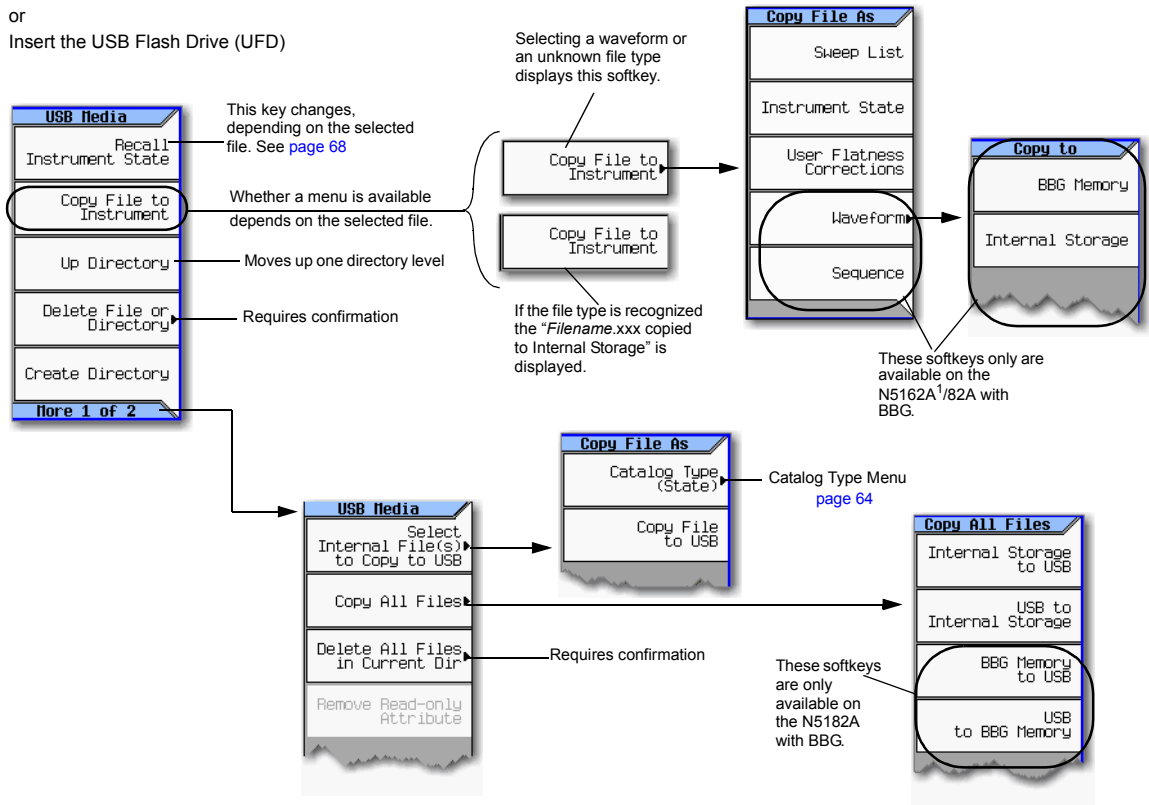 or
Insert the USB Flash Drive (UFD)
USB Media
Recall
Instrument State
Copy File to
Instrument
Up Directory
Delete File or
Directory
Create Directory
More 1 of 2
This key changes,
depending on the selected
file. See page 68
Whether a menu is available
depends on the selected file.
Moves up one directory level
Requires confirmation
Selecting a waveform or
an unknown file type
displays this softkey.
Copy File to
Instrument
Copy File to
Instrument
If the file type is recognized
the “Filename.xxx copied
to Internal Storage” is
displayed.
Copy File As
Sweep List
Instrument State
User Flatness
Corrections
Waveform
Sequence
Copy to
BBG Memory
Internal Storage
These softkeys only are
available on the
N5162A1/82A with
BBG.
USB Media
Select
Internal File(s)
to Copy to USB
Copy All Files
Delete All Files
in Current Dir
Remove Read-only
Attribute
Requires confirmation
Copy File As
Catalog Type
(State)
Copy File
to USB
Catalog Type Menu
page 64
Copy All Files
Internal Storage
to USB
USB to
Internal Storage
BBG Memory
to USB
USB
to BBG Memory
These softkeys
are only
available on
the N5182A
with BBG.